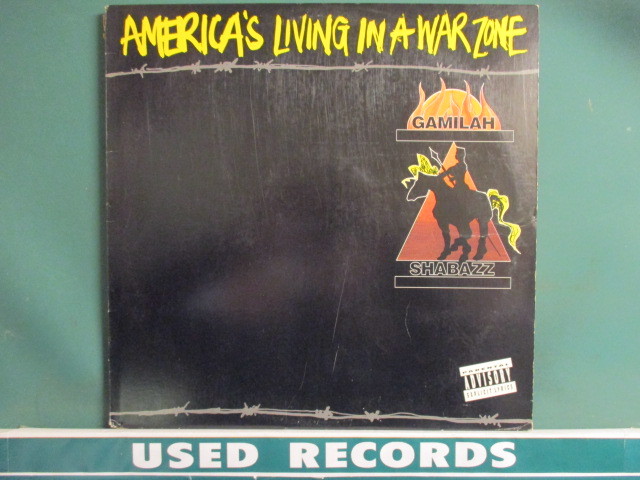 AMERICA'S LIVING IN A WAR ZONE
GAMILAH
SHABAZZ
PARENTAL
ADVISORY
EXPLICIT LYRICS
USED RECORDS